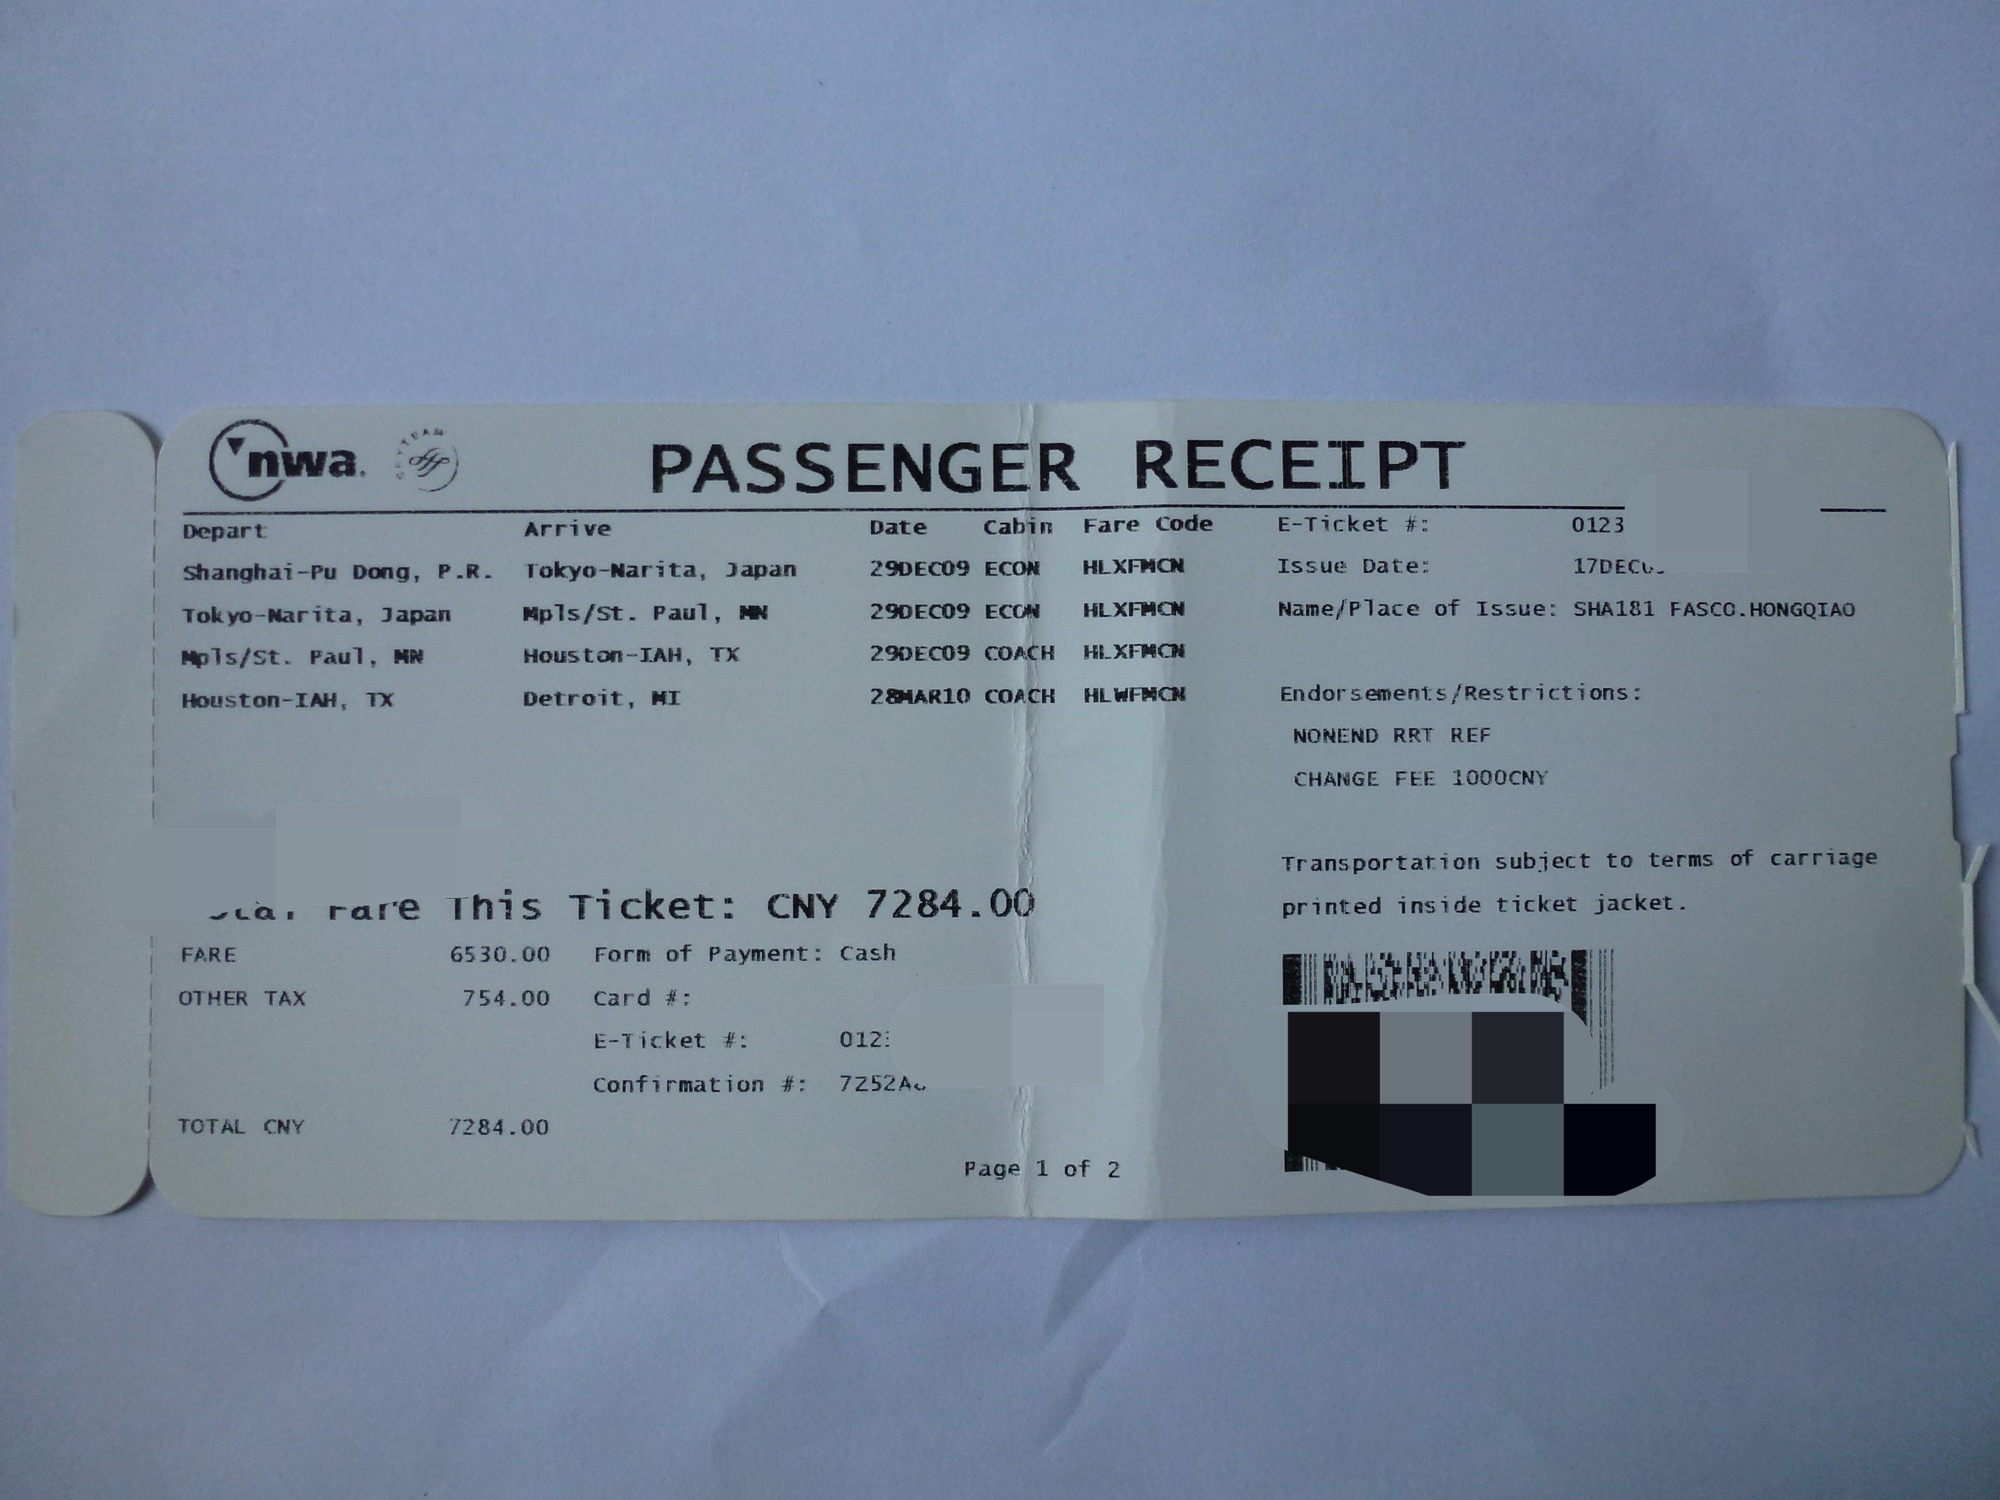 nwa. SKYTEAM PASSENGER RECEIPT
Depart Arrive Date Cabin Fare Code E-Ticket #: 0123
Shanghai-Pu Dong, P.R. Tokyo-Narita, Japan 29DEC09 ECON HLXFMCN Issue Date:
Tokyo-Narita, Japan Mpls/St. Paul, MN 29DEC09 ECON HLXFMCN Name/Place of Issue: SHA181 FASCO.HONGQIAO
Mpls/St. Paul, MN Houston-IAH, TX 29DEC09 COACH HLXFMCN
Houston-IAH, TX Detroit, MI 28MAR10 COACH HLWFMCN Endorsements/Restrictions:
NONEND RRT REF
CHANGE FEE 1000CNY
Transportation subject to terms of carriage
printed inside ticket jacket.
Fare This Ticket: CNY 7284.00
FARE 6530.00 Form of Payment: Cash
OTHER TAX 754.00 Card #:
E-Ticket #:
Confirmation #:
TOTAL CNY 7284.00
Page 1 of 2